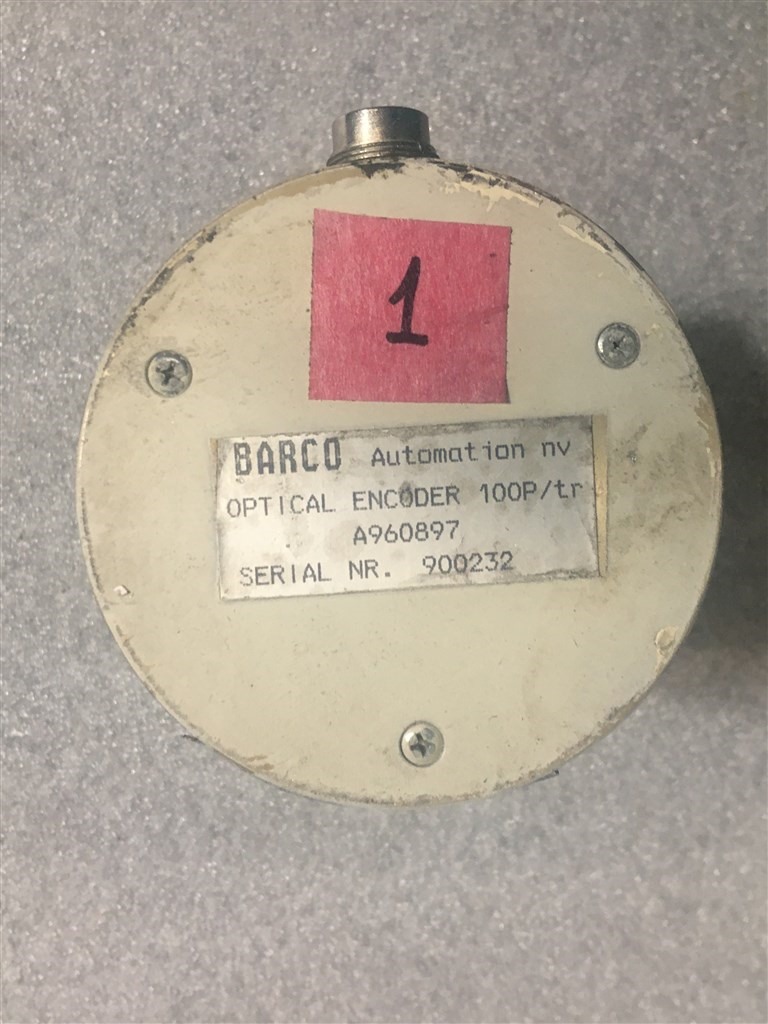 1
BARCO Automation nv
OPTICAL ENCODER 100P/tr
A960897
SERIAL NR. 900232